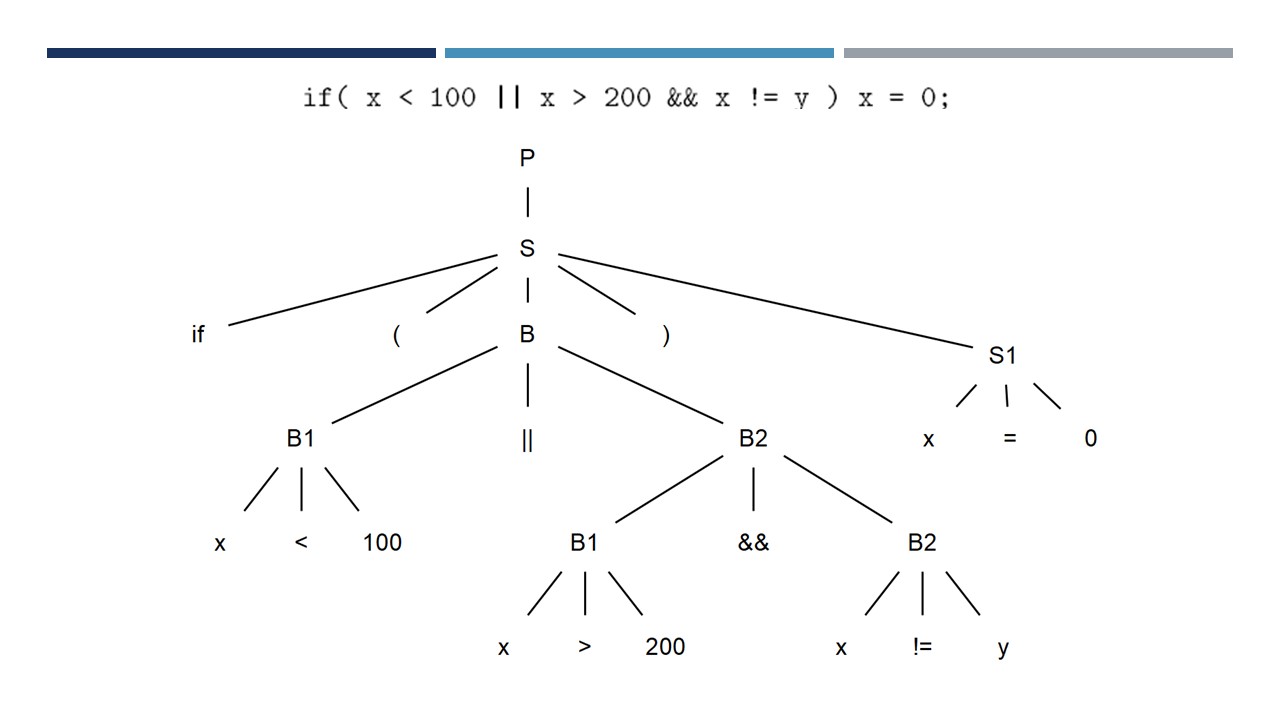 if( x < 100 || x > 200 && x != y ) x = 0;
P
S
if ( B ) S1
B1 || B2 x = 0
x < 100 B1 && B2
x > 200 x != y